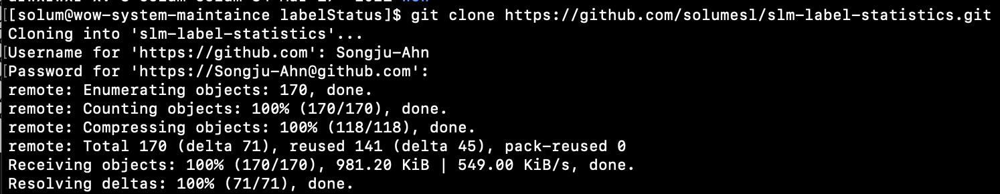 [[solum@wow-system-maintaince labelStatus]$ git clone https://github.com/solumesl/slm-label-statistics.git
Cloning into 'slm-label-statistics'...
[Username for 'https://github.com': Songju-Ahn
[Password for 'https://Songju-Ahn@github.com':
remote: Enumerating objects: 170, done.
remote: Counting objects: 100% (170/170), done.
remote: Compressing objects: 100% (118/118), done.
remote: Total 170 (delta 71), reused 141 (delta 45), pack-reused 0
Receiving objects: 100% (170/170), 981.20 KiB | 549.00 KiB/s, done.
Resolving deltas: 100% (71/71), done.